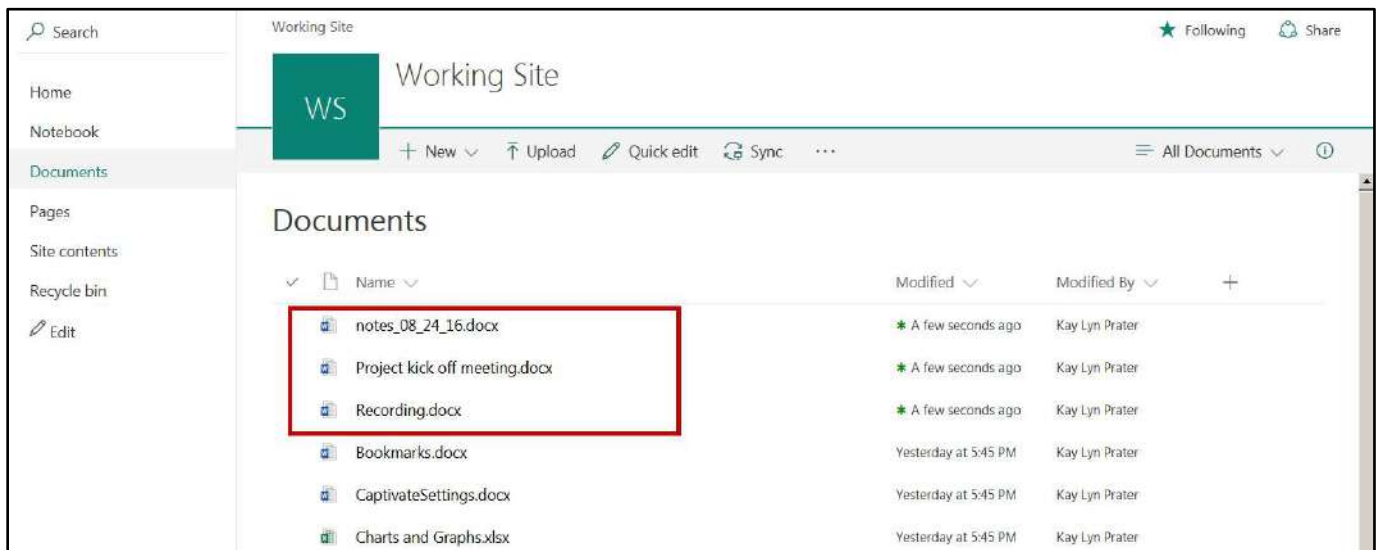 Search
Home
Notebook
Documents
Pages
Site contents
Recycle bin
Edit
Working Site
Following Share
WS
Working Site
New Upload Quick edit Sync ... All Documents
Documents
Name Modified Modified By
notes_08_24_16.docx A few seconds ago Kay Lyn Prater
Project kick off meeting.docx A few seconds ago Kay Lyn Prater
Recording.docx A few seconds ago Kay Lyn Prater
Bookmarks.docx Yesterday at 5:45 PM Kay Lyn Prater
CaptivateSettings.docx Yesterday at 5:45 PM Kay Lyn Prater
Charts and Graphs.xlsx Yesterday at 5:45 PM Kay Lyn Prater